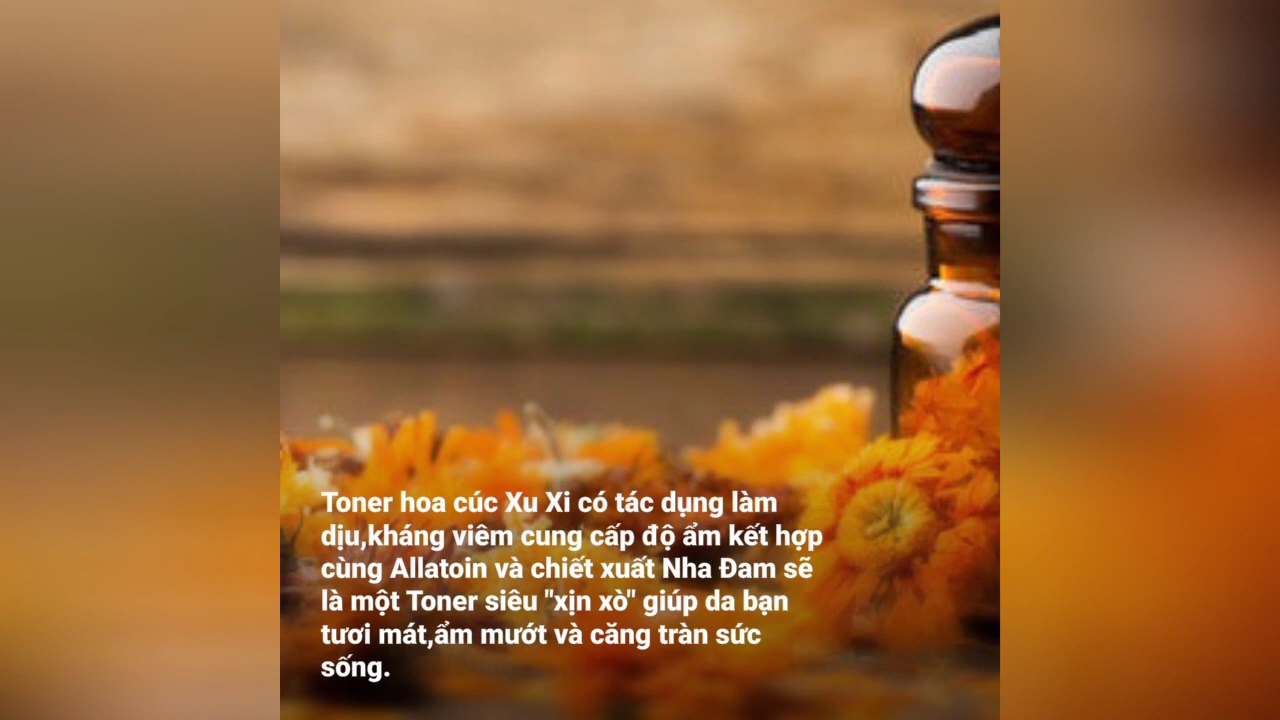 Toner hoa cúc Xu Xi có tác dụng làm
dịu,kháng viêm cung cấp độ ẩm kết hợp
cùng Allatoin và chiết xuất Nha Đam sẽ
là một Toner siêu "xịn xò" giúp da bạn
tươi mát,ẩm mướt và căng tràn sức
sống.